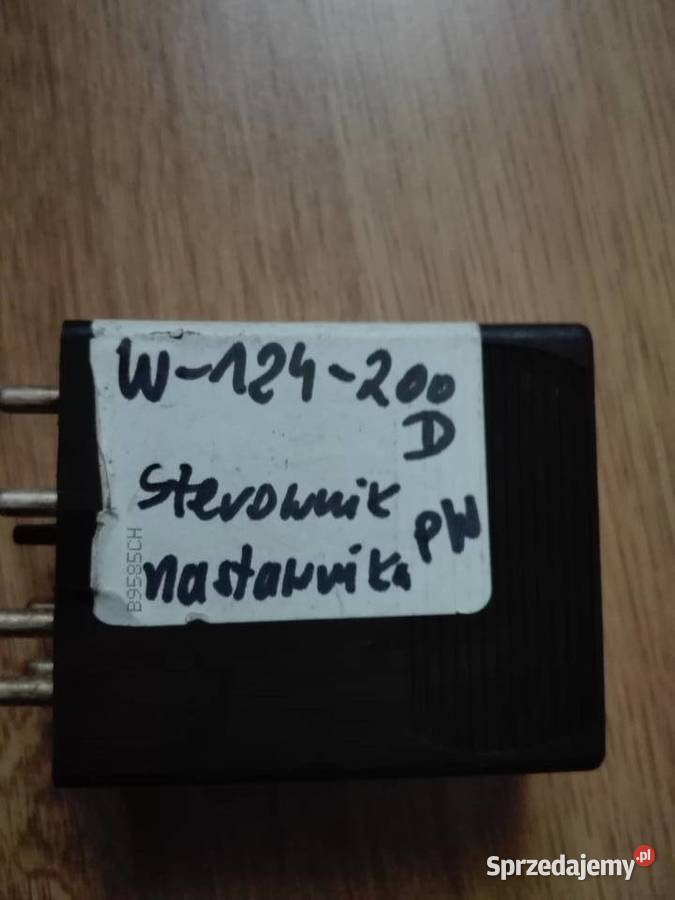 W-124-200
D
Sterownik
PW
nastawnika
B9585CH
Sprzedajemy.pl